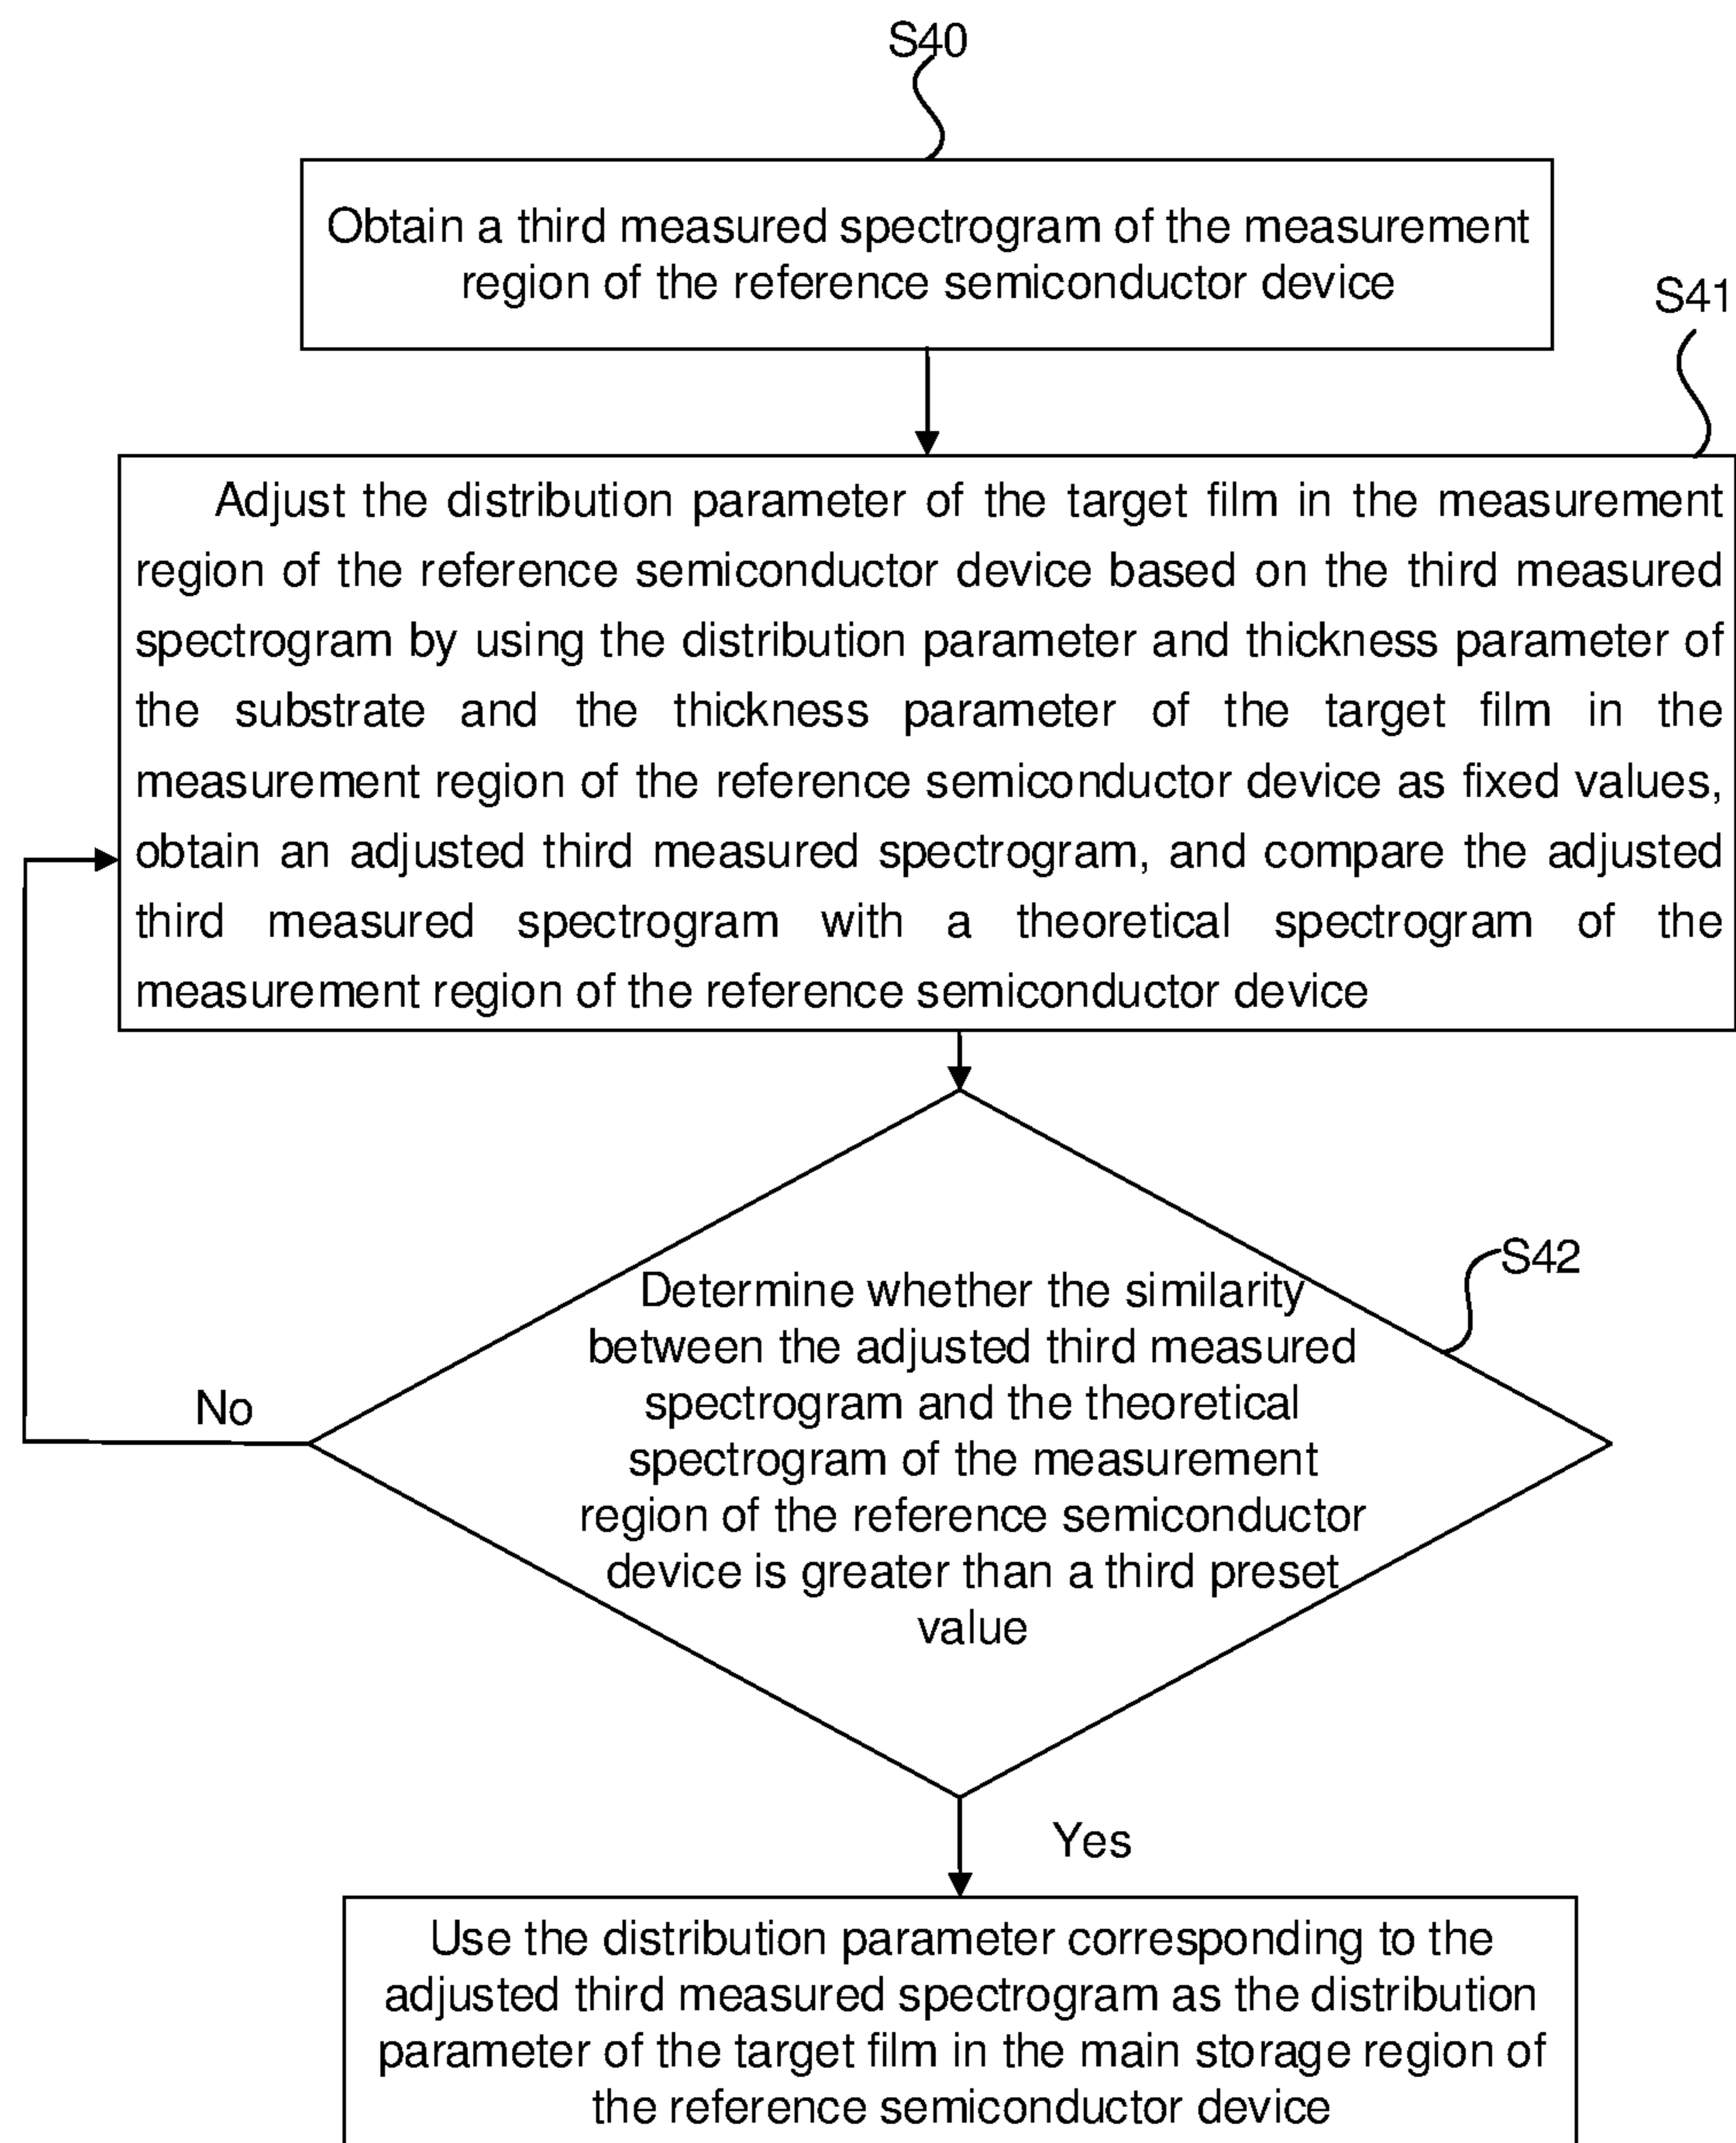 S40
Obtain a third measured spectrogram of the measurement
region of the reference semiconductor device
S41
Adjust the distribution parameter of the target film in the measurement
region of the reference semiconductor device based on the third measured
spectrogram by using the distribution parameter and thickness parameter of
the substrate and the thickness parameter of the target film in the
measurement region of the reference semiconductor device as fixed values,
obtain an adjusted third measured spectrogram, and compare the adjusted
third measured spectrogram with a theoretical spectrogram of the
measurement region of the reference semiconductor device
S42
Determine whether the similarity
between the adjusted third measured
spectrogram and the theoretical
spectrogram of the measurement
region of the reference semiconductor
device is greater than a third preset
value
No
Yes
Use the distribution parameter corresponding to the
adjusted third measured spectrogram as the distribution
parameter of the target film in the main storage region of
the reference semiconductor device